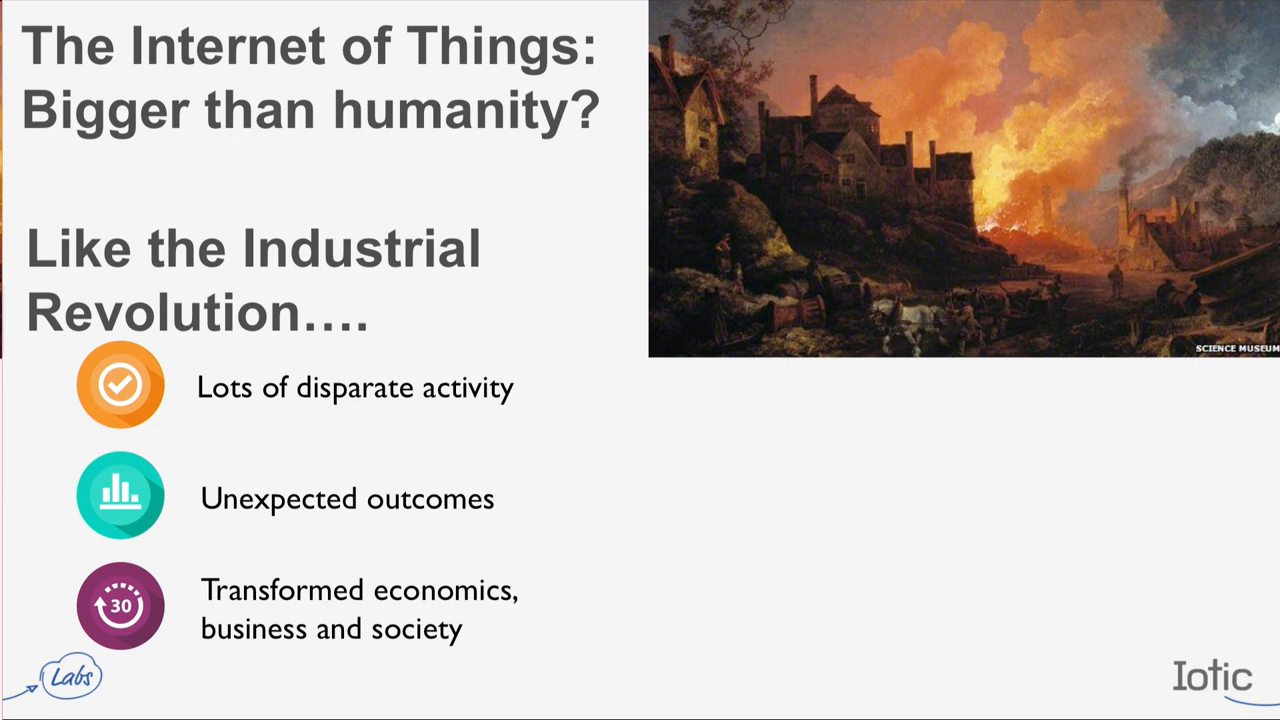 The Internet of Things:
Bigger than humanity?
Like the Industrial
Revolution....
Lots of disparate activity
Unexpected outcomes
30
Transformed economics,
business and society
SCIENCE MUSEUM
Labs
Iotic